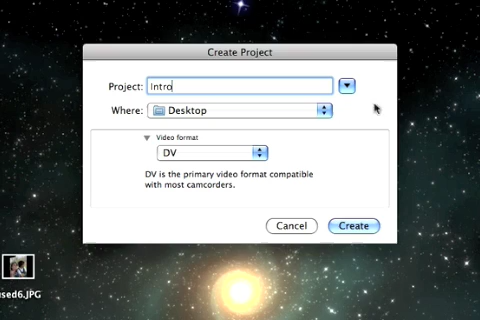 Create Project
Project: Intro
Where: Desktop
Video format
DV
DV is the primary video format compatible
with most camcorders.
Cancel Create
used6.JPG